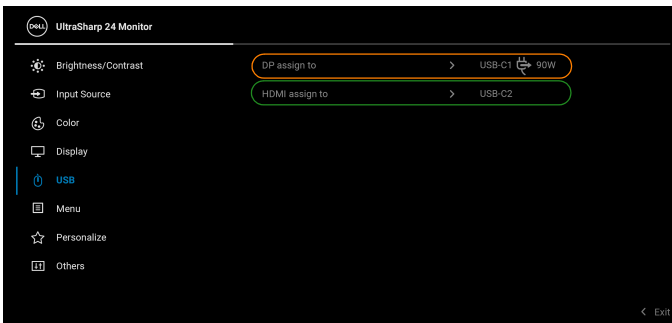 DELL UltraSharp 24 Monitor
Brightness/Contrast
DP assign to > USB-C1 90W
Input Source
HDMI assign to > USB-C2
Color
Display
USB
Menu
Personalize
Others
< Exit